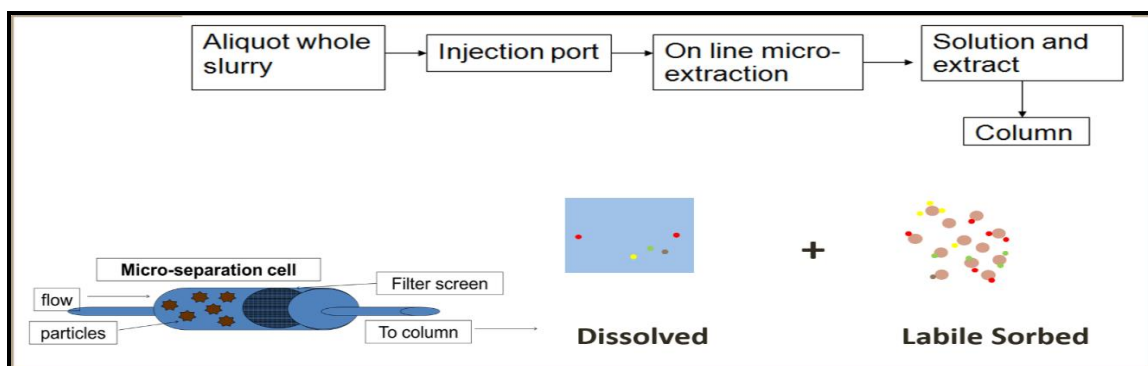 Aliquot whole
slurry
Injection port
On line micro-
extraction
Solution and
extract
Column
Micro-separation cell
Filter screen
flow
particles
To column
+
Dissolved
Labile Sorbed